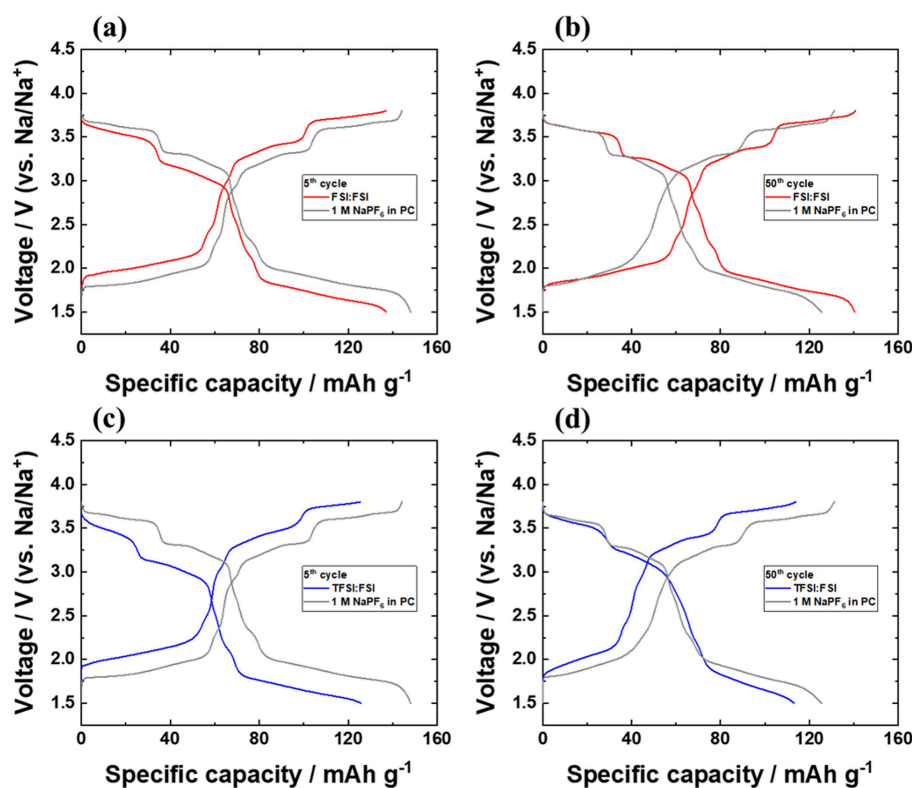 (a)
4.5
4.0
3.5
3.0
2.5
2.0
1.5
Voltage / V (vs. Na/Na⁺)
5th cycle
FSI:FSI
1 M NaPF₆ in PC
0 40 80 120 160
Specific capacity / mAh g⁻¹
(b)
4.5
4.0
3.5
3.0
2.5
2.0
1.5
Voltage / V (vs. Na/Na⁺)
50th cycle
FSI:FSI
1 M NaPF₆ in PC
0 40 80 120 160
Specific capacity / mAh g⁻¹
(c)
4.5
4.0
3.5
3.0
2.5
2.0
1.5
Voltage / V (vs. Na/Na⁺)
5th cycle
TFSI:FSI
1 M NaPF₆ in PC
0 40 80 120 160
Specific capacity / mAh g⁻¹
(d)
4.5
4.0
3.5
3.0
2.5
2.0
1.5
Voltage / V (vs. Na/Na⁺)
50th cycle
TFSI:FSI
1 M NaPF₆ in PC
0 40 80 120 160
Specific capacity / mAh g⁻¹